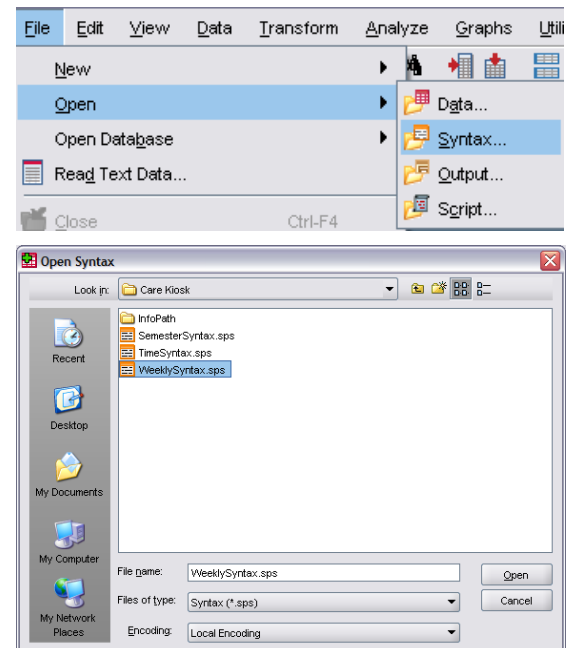 File Edit View Data Transform Analyze Graphs Utili
New
Open
Data...
Open Database
Syntax...
Read Text Data...
Output...
Close Ctrl-F4
Script...
Open Syntax
Look in: Care Kiosk
InfoPath
SemesterSyntax.sps
TimeSyntax.sps
WeeklySyntax.sps
Recent
Desktop
My Documents
My Computer
My Network
Places
File name: WeeklySyntax.sps Open
Files of type: Syntax (*.sps) Cancel
Encoding: Local Encoding